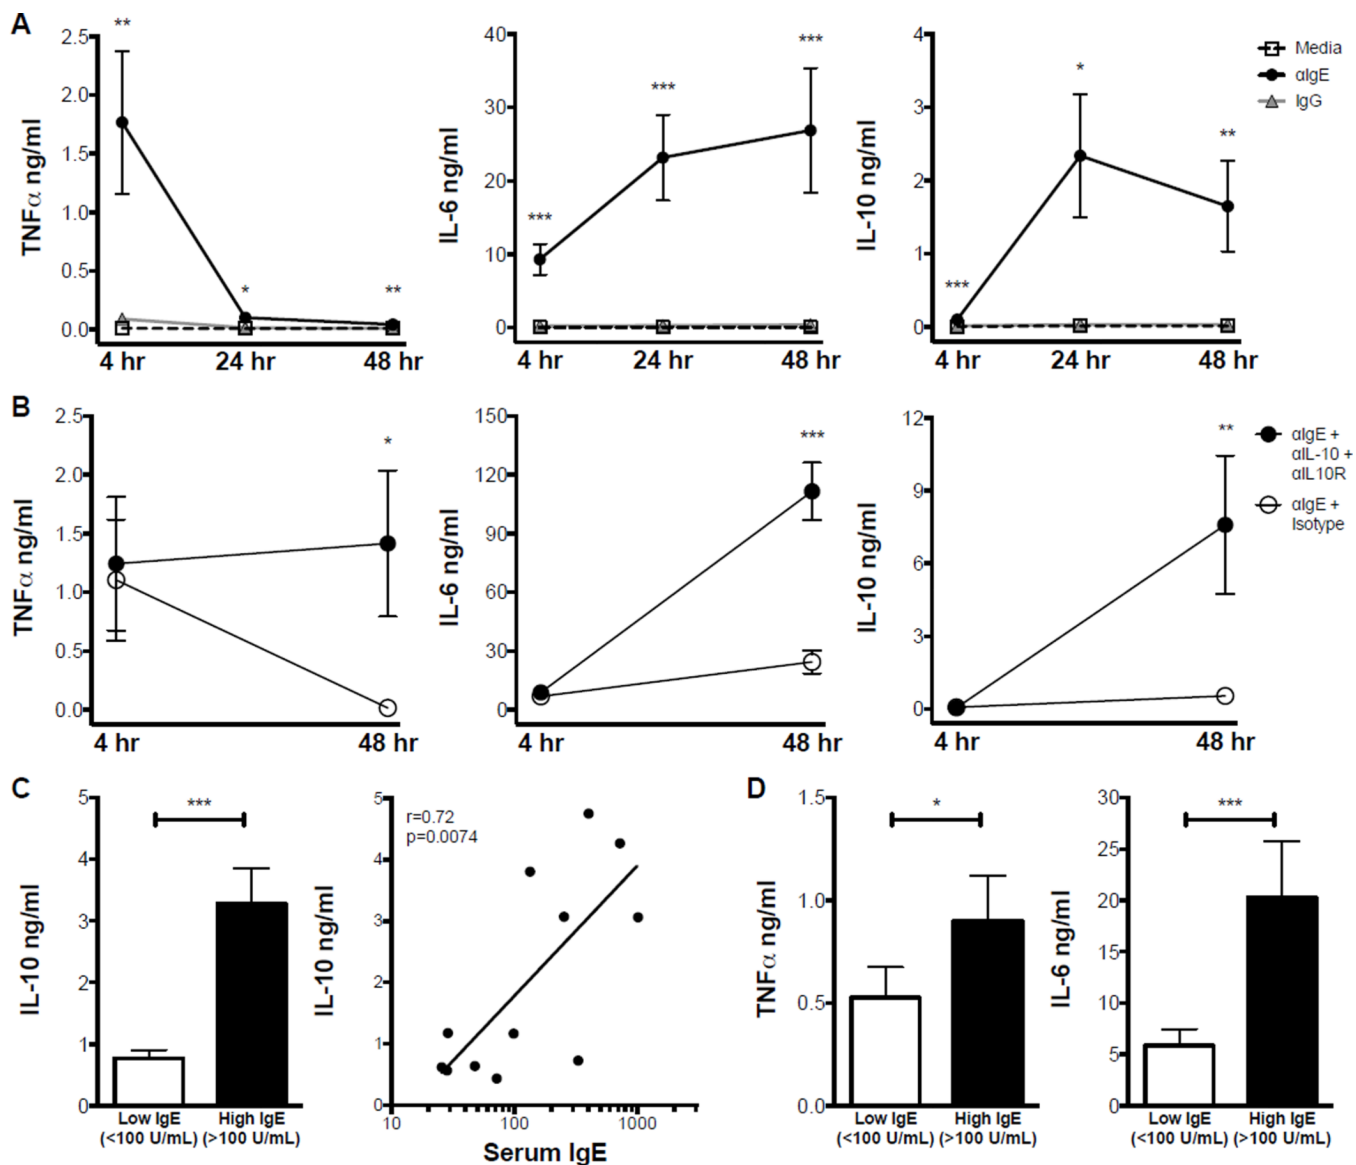 A
TNFα ng/ml
2.5
2.0
1.5
1.0
0.5
0.0
**
*
**
4 hr
24 hr
48 hr
IL-6 ng/ml
40
30
20
10
0
***
***
***
4 hr
24 hr
48 hr
IL-10 ng/ml
4
3
2
1
0
***
*
**
4 hr
24 hr
48 hr
Media
αIgE
IgG
B
TNFα ng/ml
2.5
2.0
1.5
1.0
0.5
0.0
*
4 hr
48 hr
IL-6 ng/ml
150
120
90
60
30
0
***
4 hr
48 hr
IL-10 ng/ml
12
9
6
3
0
**
4 hr
48 hr
αIgE +
αIL-10 +
αIL10R
αIgE +
Isotype
C
IL-10 ng/ml
5
4
3
2
1
0
***
Low IgE
(<100 U/mL)
High IgE
(>100 U/mL)
IL-10 ng/ml
5
4
3
2
1
0
r=0.72
p=0.0074
10
100
1000
Serum IgE
D
TNFα ng/ml
1.5
1.0
0.5
0.0
*
Low IgE
(<100 U/mL)
High IgE
(>100 U/mL)
IL-6 ng/ml
30
25
20
15
10
5
0
***
Low IgE
(<100 U/mL)
High IgE
(>100 U/mL)